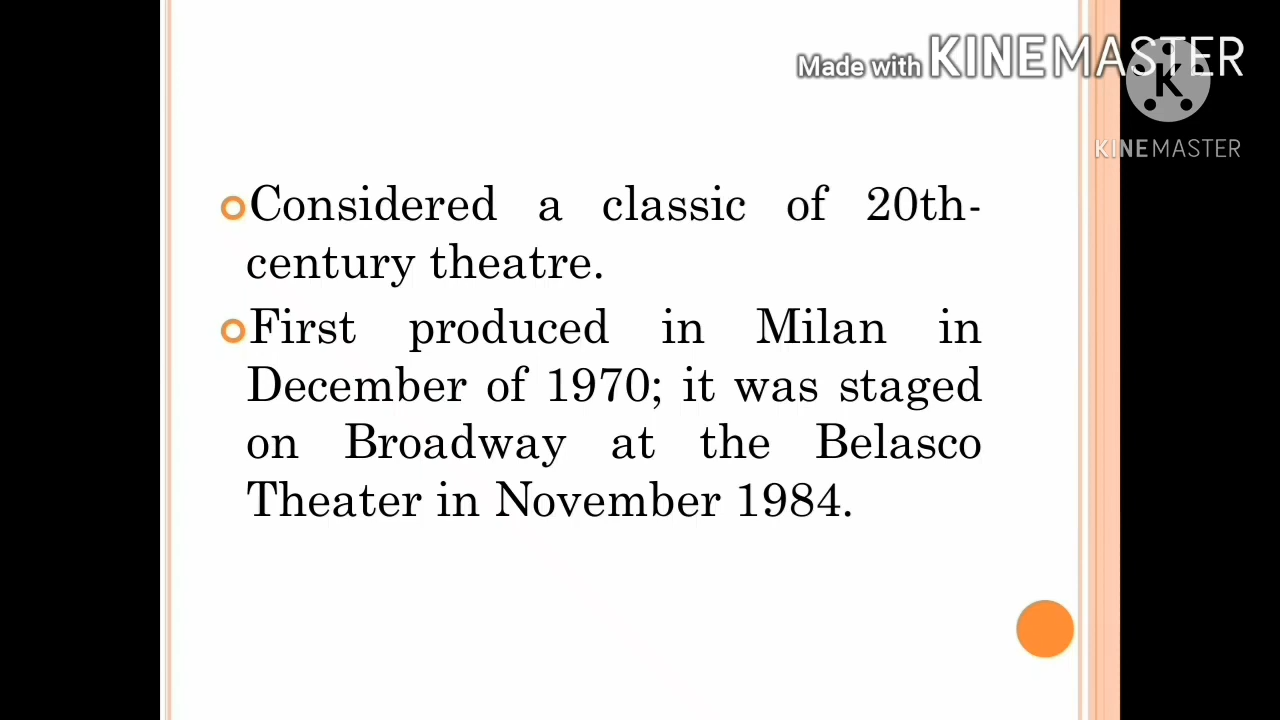 Made with KINEMASTER
K
KINEMASTER
Considered a classic of 20th-
century theatre.
First produced in Milan in
December of 1970; it was staged
on Broadway at the Belasco
Theater in November 1984.